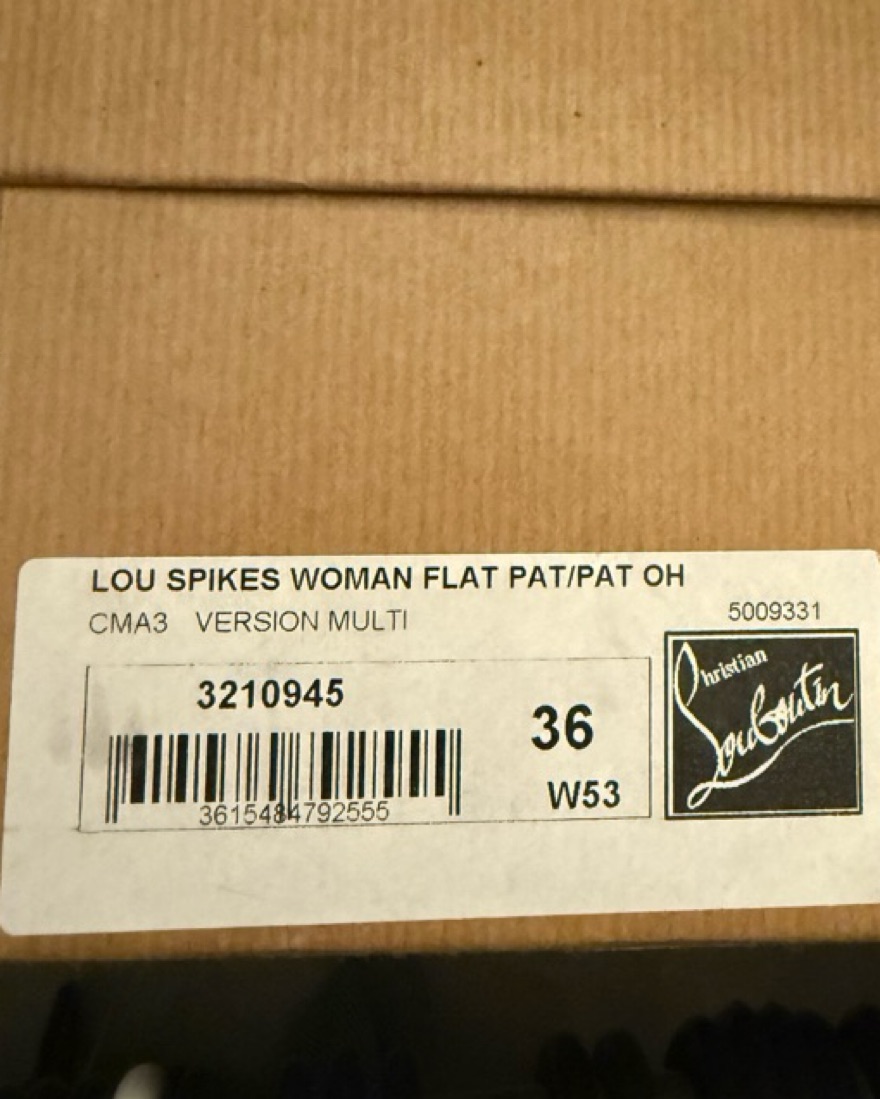 LOU SPIKES WOMAN FLAT PAT/PAT OH
CMA3 VERSION MULTI
5009331
3210945
36
W53
3615484792555
Christian
Louboutin